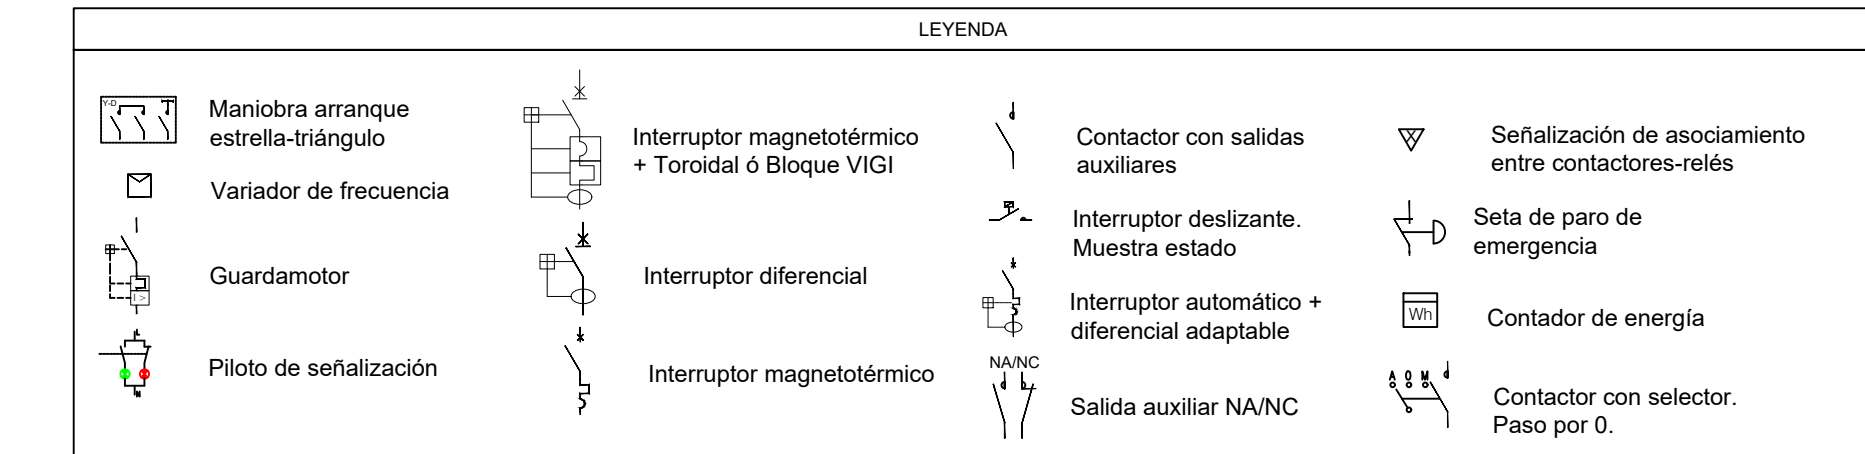 LEYENDA
Y-D
Maniobra arranque
estrella-triángulo
Variador de frecuencia
Guardamotor
I >
L
Piloto de señalización
N
Interruptor magnetotérmico
+ Toroidal ó Bloque VIGI
Interruptor diferencial
Interruptor magnetotérmico
Contactor con salidas
auxiliares
Interruptor deslizante.
Muestra estado
Interruptor automático +
diferencial adaptable
NA/NC
Salida auxiliar NA/NC
Señalización de asociamiento
entre contactores-relés
Seta de paro de
emergencia
Wh
Contador de energía
A O M
Contactor con selector.
Paso por 0.